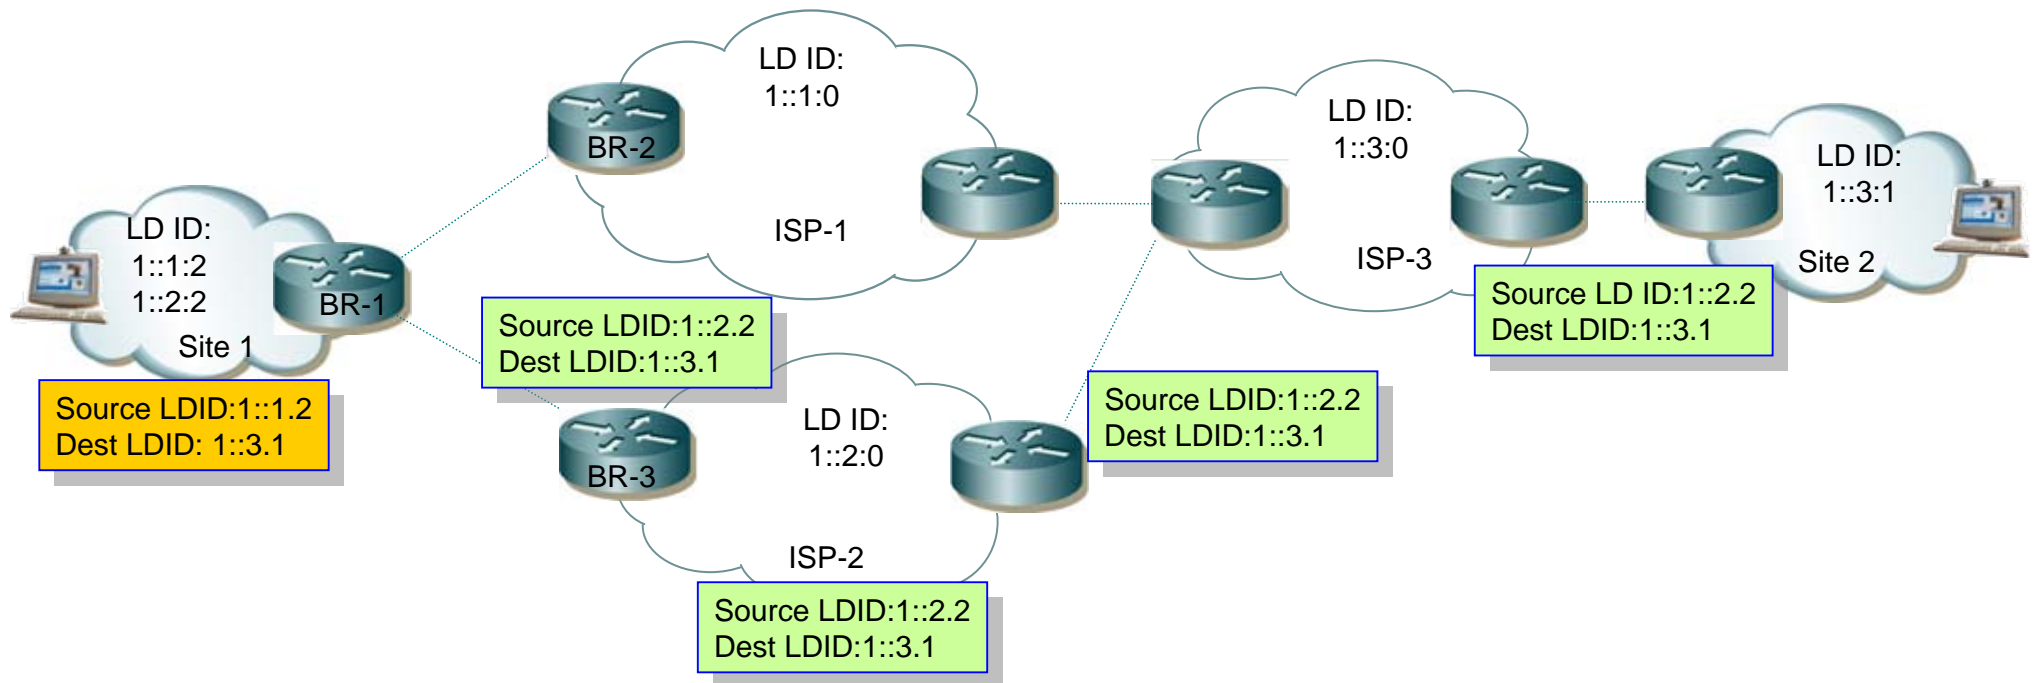 LD ID:
1::1:0
BR-2
ISP-1
LD ID:
1::3:0
ISP-3
LD ID:
1::3:1
Site 2
LD ID:
1::1:2
1::2:2
BR-1
Site 1
Source LDID:1::1.2
Dest LDID: 1::3.1
Source LDID:1::2.2
Dest LDID:1::3.1
LD ID:
1::2:0
BR-3
ISP-2
Source LDID:1::2.2
Dest LDID:1::3.1
Source LDID:1::2.2
Dest LDID:1::3.1
Source LD ID:1::2.2
Dest LDID:1::3.1